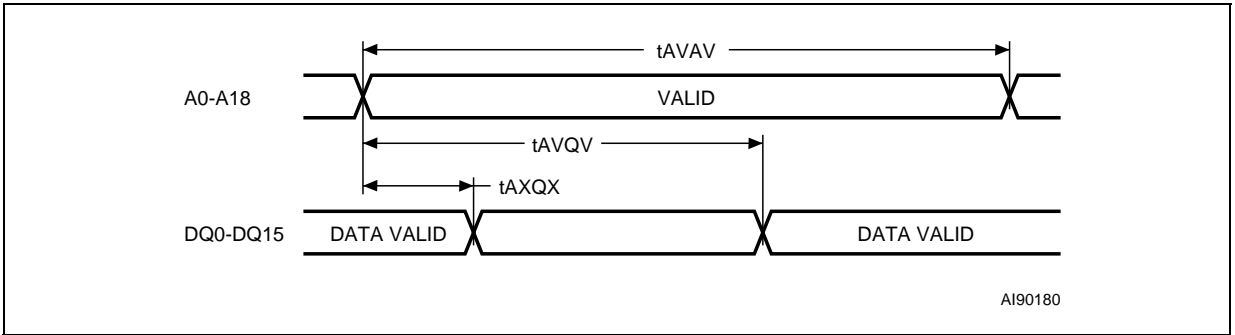 tAVAV
A0-A18 VALID
tAVQV
tAXQX
DQ0-DQ15 DATA VALID DATA VALID
AI90180